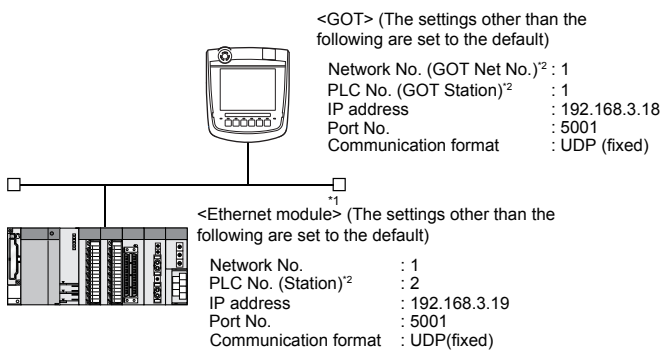 <GOT> (The settings other than the
following are set to the default)
Network No. (GOT Net No.)*2 : 1
PLC No. (GOT Station)*2 : 1
IP address : 192.168.3.18
Port No. : 5001
Communication format : UDP (fixed)
*1
<Ethernet module> (The settings other than the
following are set to the default)
Network No. : 1
PLC No. (Station)*2 : 2
IP address : 192.168.3.19
Port No. : 5001
Communication format : UDP(fixed)